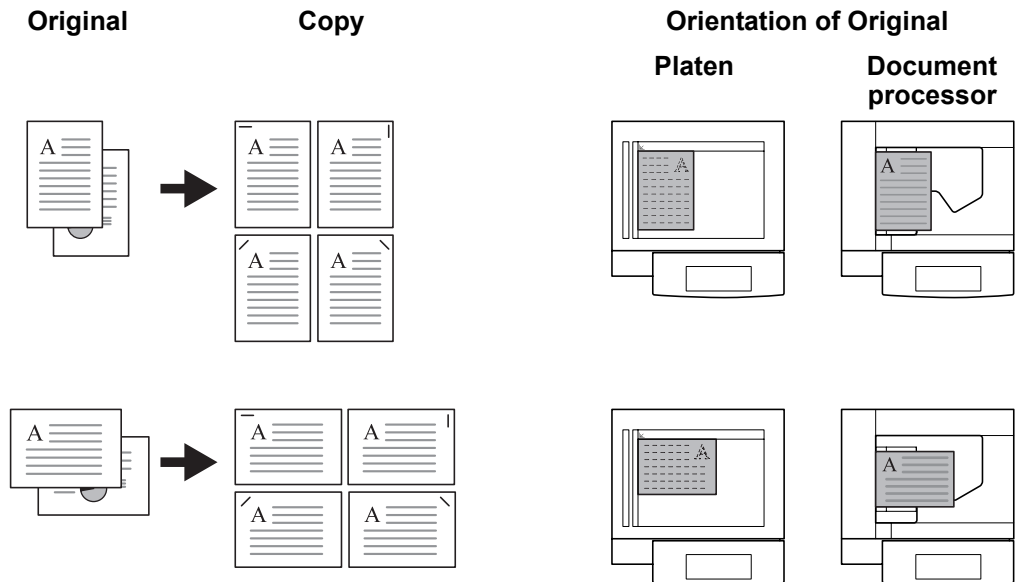 Original Copy Orientation of Original
Platen Document
processor
A A A A A
A A
A A A A A
A A